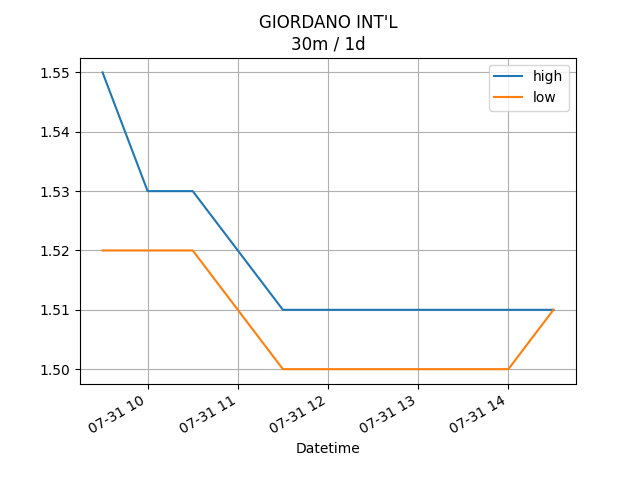 GIORDANO INT'L
30m / 1d
1.55
1.54
1.53
1.52
1.51
1.50
high
low
07-31 10
07-31 11
07-31 12
07-31 13
07-31 14
Datetime